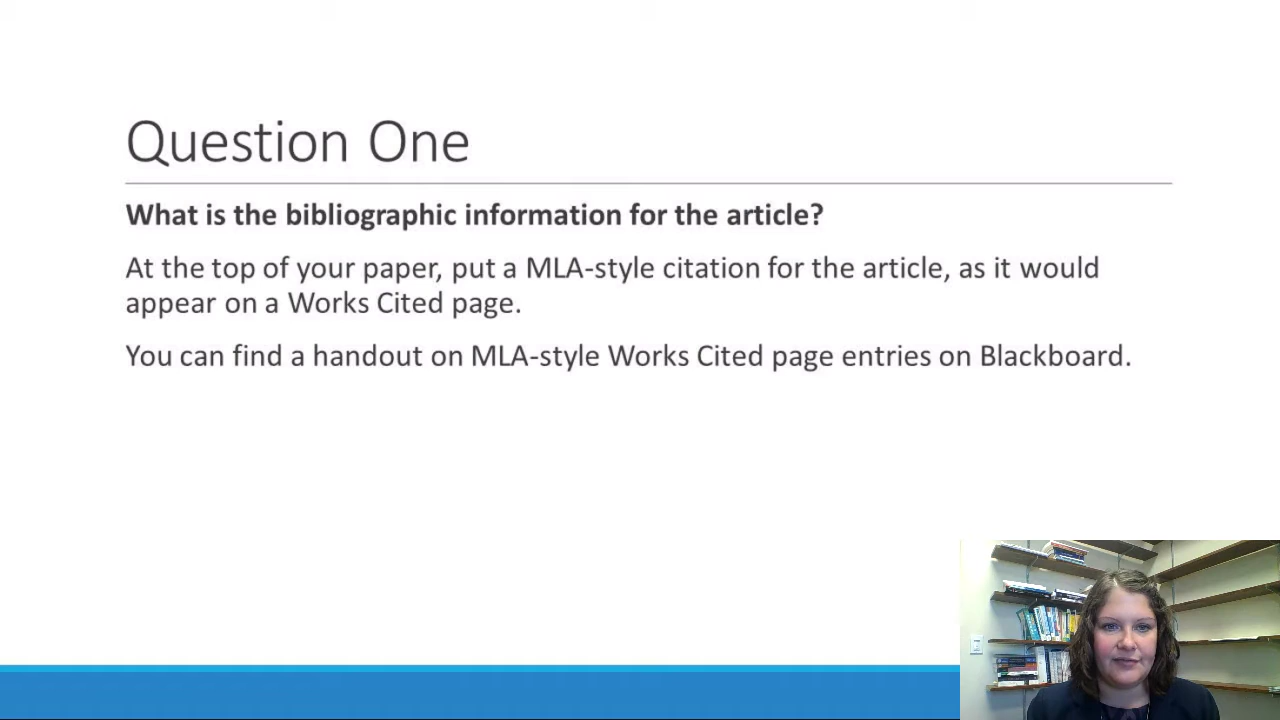 Question One
What is the bibliographic information for the article?
At the top of your paper, put a MLA-style citation for the article, as it would
appear on a Works Cited page.
You can find a handout on MLA-style Works Cited page entries on Blackboard.